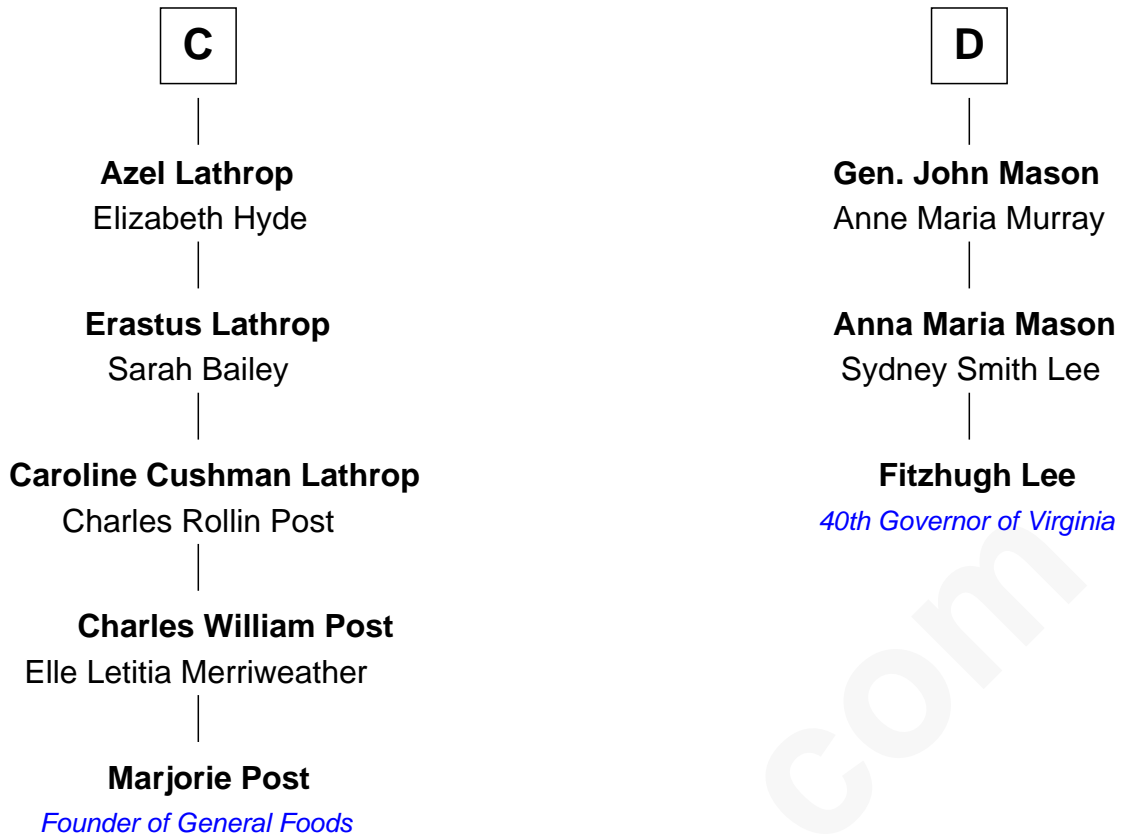 C
Azel Lathrop
Elizabeth Hyde
Erastus Lathrop
Sarah Bailey
Caroline Cushman Lathrop
Charles Rollin Post
Charles William Post
Elle Letitia Merriweather
Marjorie Post
Founder of General Foods
D
Gen. John Mason
Anne Maria Murray
Anna Maria Mason
Sydney Smith Lee
Fitzhugh Lee
40th Governor of Virginia
com